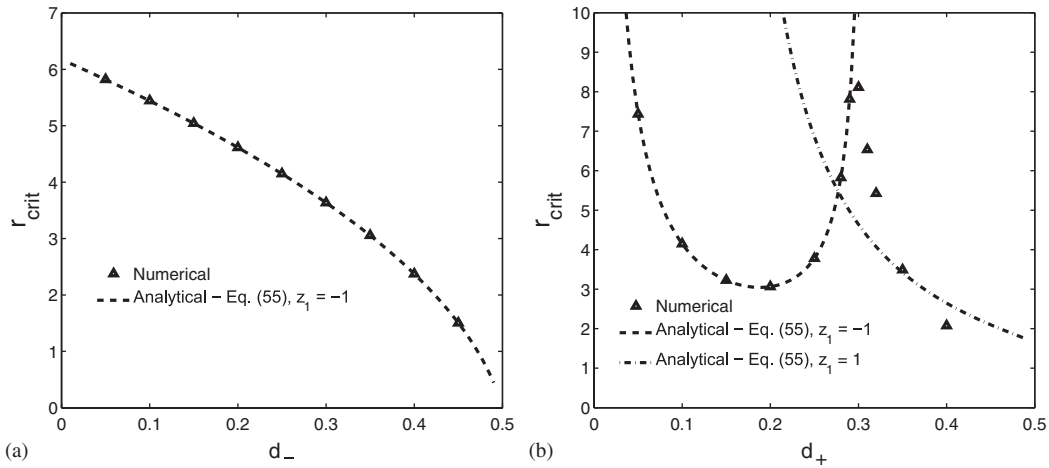 7
6
5
4
3
2
1
0
r_crit
0 0.1 0.2 0.3 0.4 0.5
d_−
Numerical
Analytical – Eq. (55), z_1 = −1
(a)
10
9
8
7
6
5
4
3
2
1
0
r_crit
0 0.1 0.2 0.3 0.4 0.5
d_+
Numerical
Analytical – Eq. (55), z_1 = −1
Analytical – Eq. (55), z_1 = 1
(b)